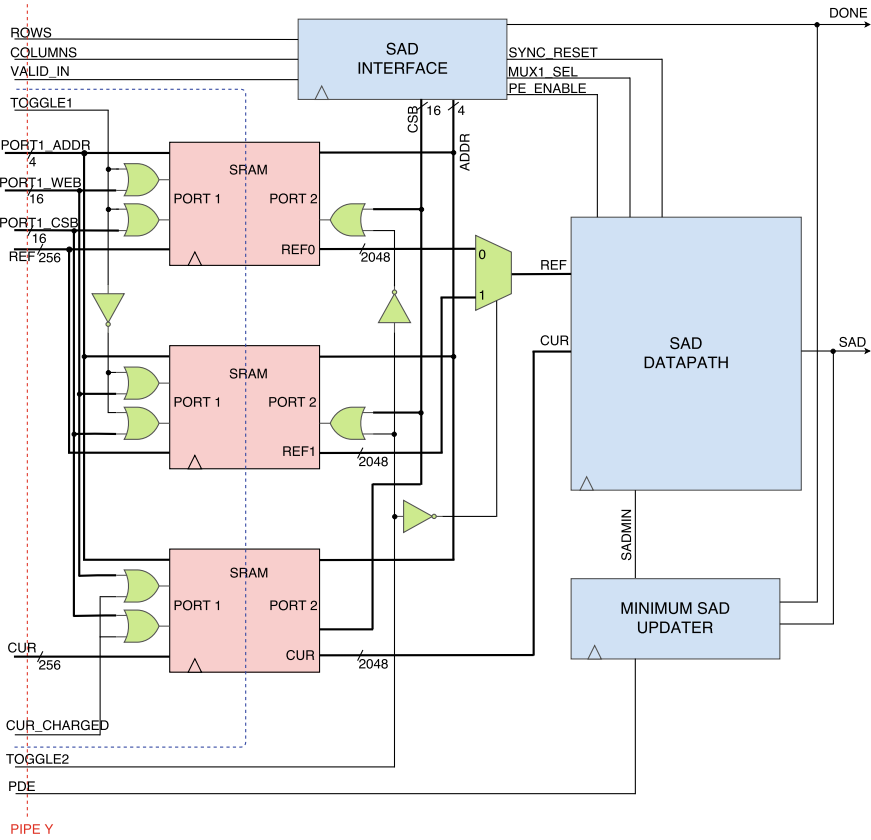 DONE
ROWS
COLUMNS
VALID_IN
SAD
INTERFACE
SYNC_RESET
MUX1_SEL
PE_ENABLE
TOGGLE1
CSB
16
4
ADDR
PORT1_ADDR
4
PORT1_WEB
16
PORT1_CSB
16
REF
256
SRAM
PORT 1
PORT 2
REF0
2048
0
1
REF
CUR
SAD
DATAPATH
SAD
SRAM
PORT 1
PORT 2
REF1
2048
SADMIN
SRAM
PORT 1
PORT 2
CUR
2048
MINIMUM SAD
UPDATER
CUR
256
CUR_CHARGED
TOGGLE2
PDE
PIPE Y